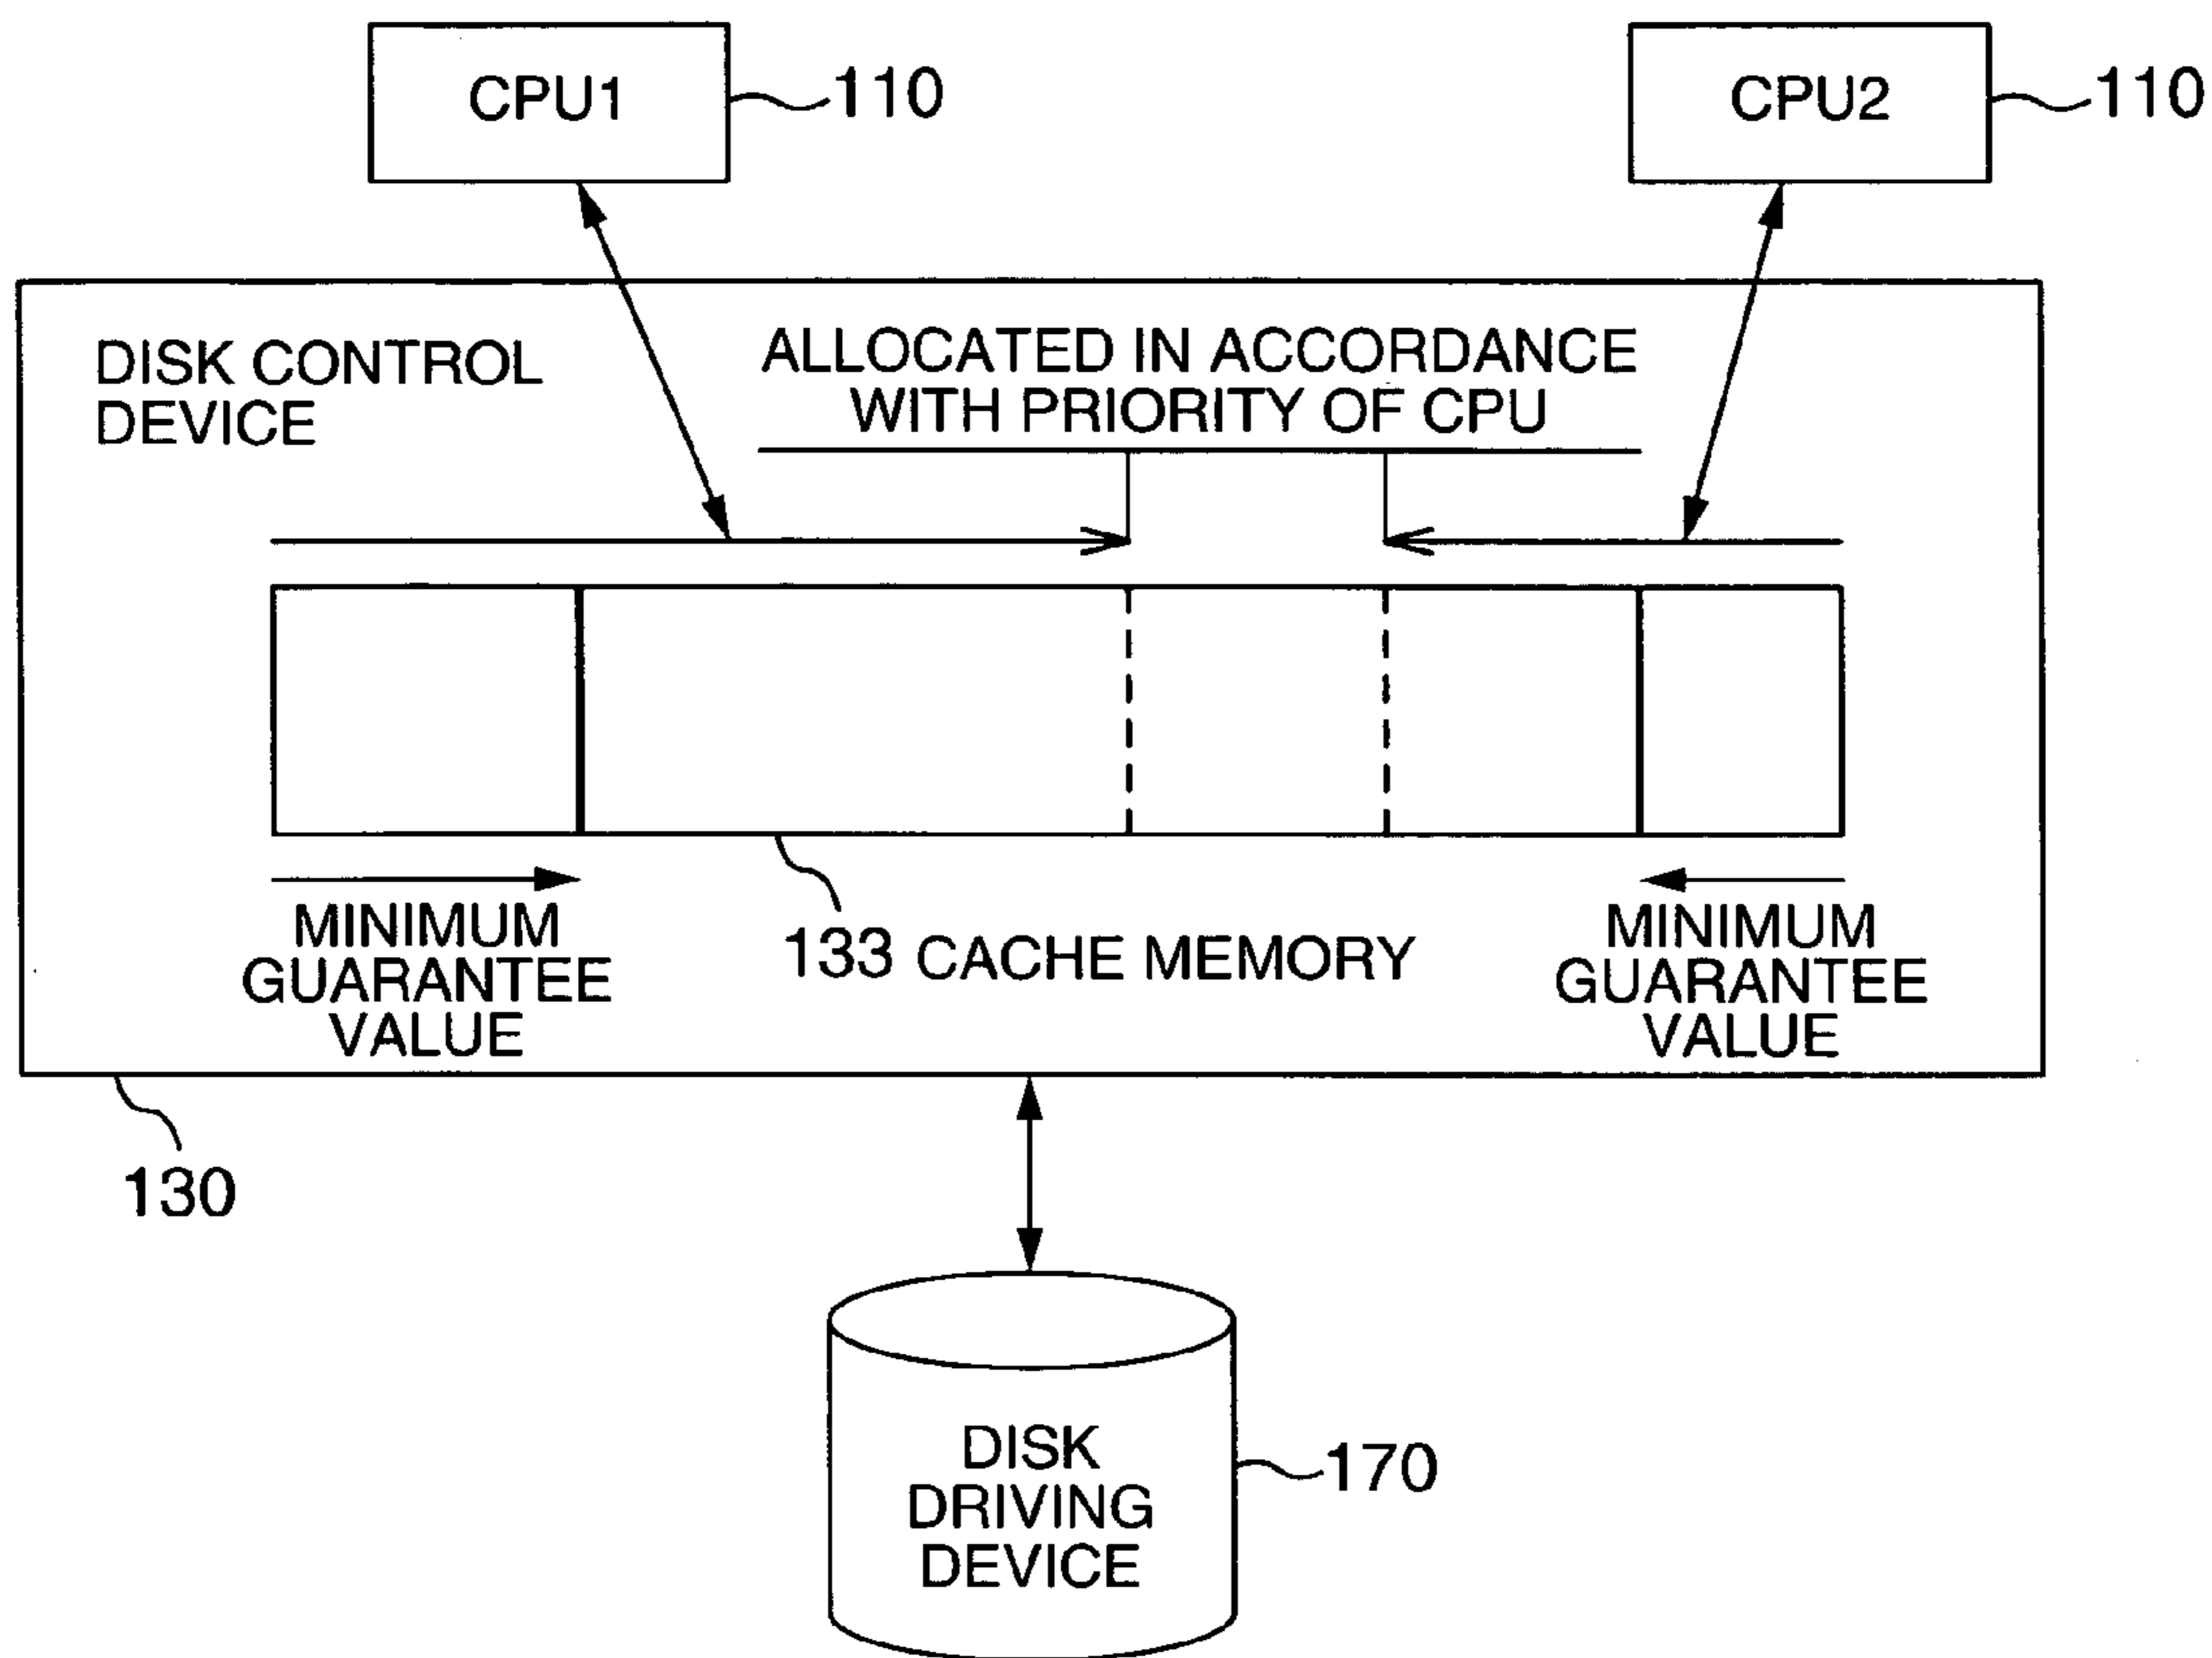 CPU1
110
CPU2
110
DISK CONTROL
DEVICE
ALLOCATED IN ACCORDANCE
WITH PRIORITY OF CPU
MINIMUM
GUARANTEE
VALUE
133 CACHE MEMORY
MINIMUM
GUARANTEE
VALUE
130
DISK
DRIVING
DEVICE
170